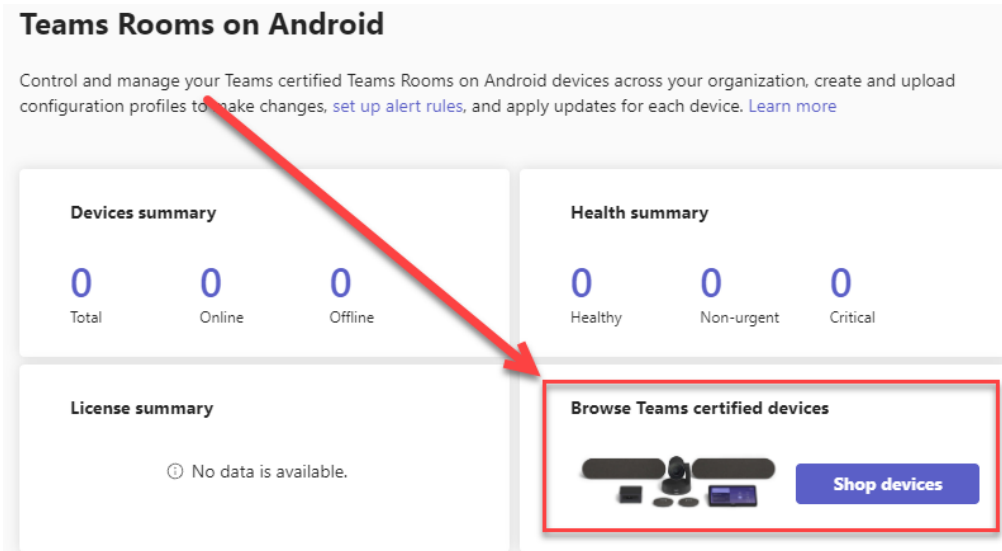 Teams Rooms on Android
Control and manage your Teams certified Teams Rooms on Android devices across your organization, create and upload
configuration profiles to make changes, set up alert rules, and apply updates for each device. Learn more
Devices summary
0 0 0
Total Online Offline
Health summary
0 0 0
Healthy Non-urgent Critical
License summary
No data is available.
Browse Teams certified devices
Shop devices